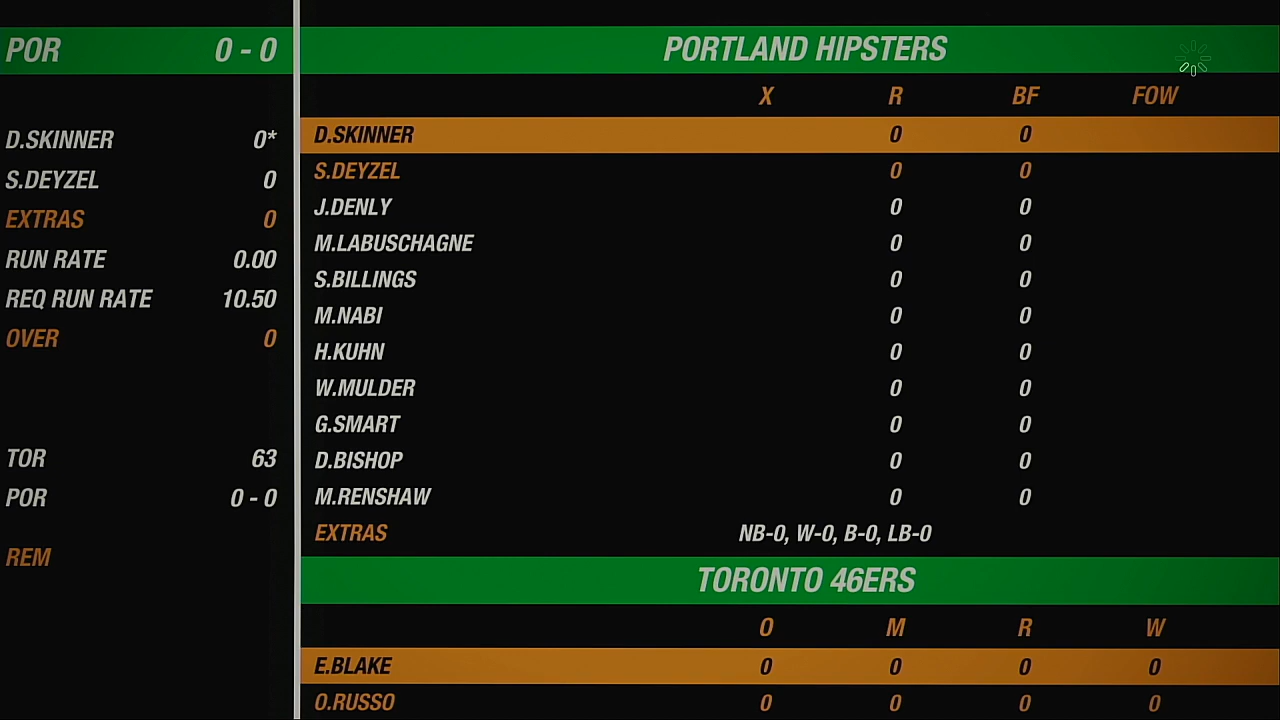 POR 0 - 0
D.SKINNER 0*
S.DEYZEL 0
EXTRAS 0
RUN RATE 0.00
REQ RUN RATE 10.50
OVER 0
TOR 63
POR 0 - 0
REM
PORTLAND HIPSTERS
X R BF FOW
D.SKINNER 0 0
S.DEYZEL 0 0
J.DENLY 0 0
M.LABUSCHAGNE 0 0
S.BILLINGS 0 0
M.NABI 0 0
H.KUHN 0 0
W.MULDER 0 0
G.SMART 0 0
D.BISHOP 0 0
M.RENSHAW 0 0
EXTRAS NB-0, W-0, B-0, LB-0
TORONTO 46ERS
O M R W
E.BLAKE 0 0 0 0
O.RUSSO 0 0 0 0